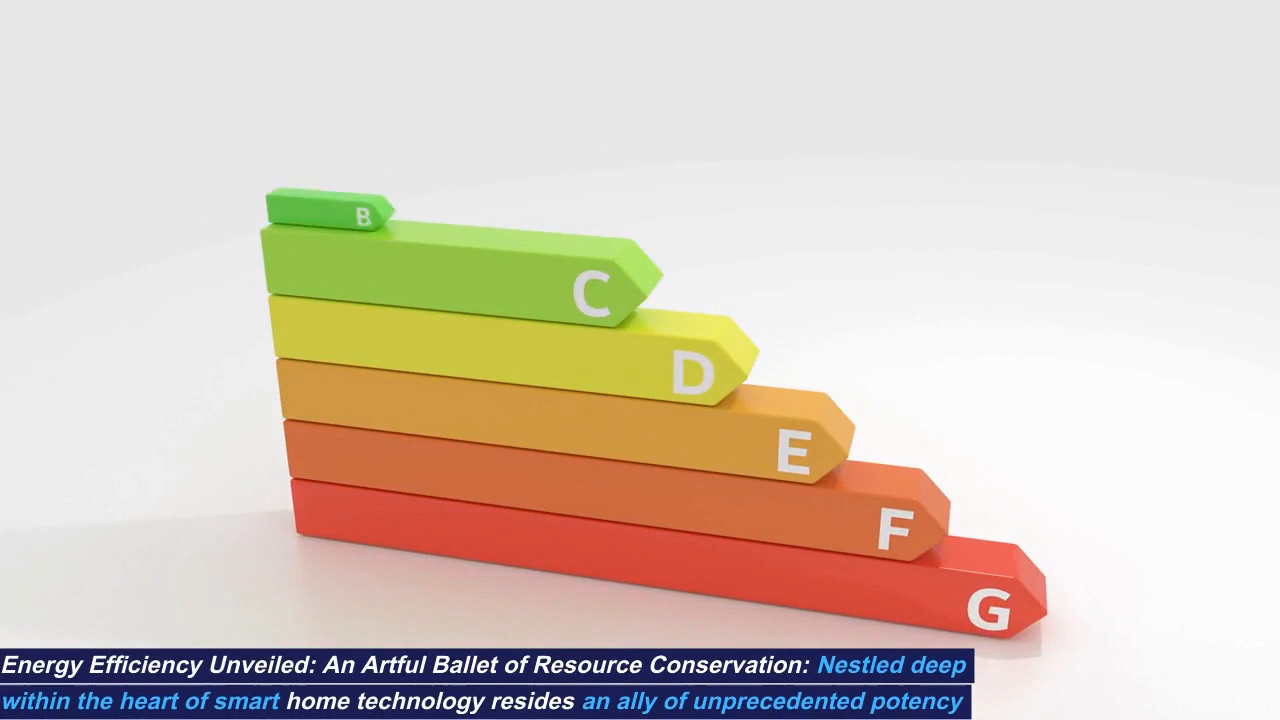 B
C
D
E
F
G
Energy Efficiency Unveiled: An Artful Ballet of Resource Conservation: Nestled deep
within the heart of smart home technology resides an ally of unprecedented potency